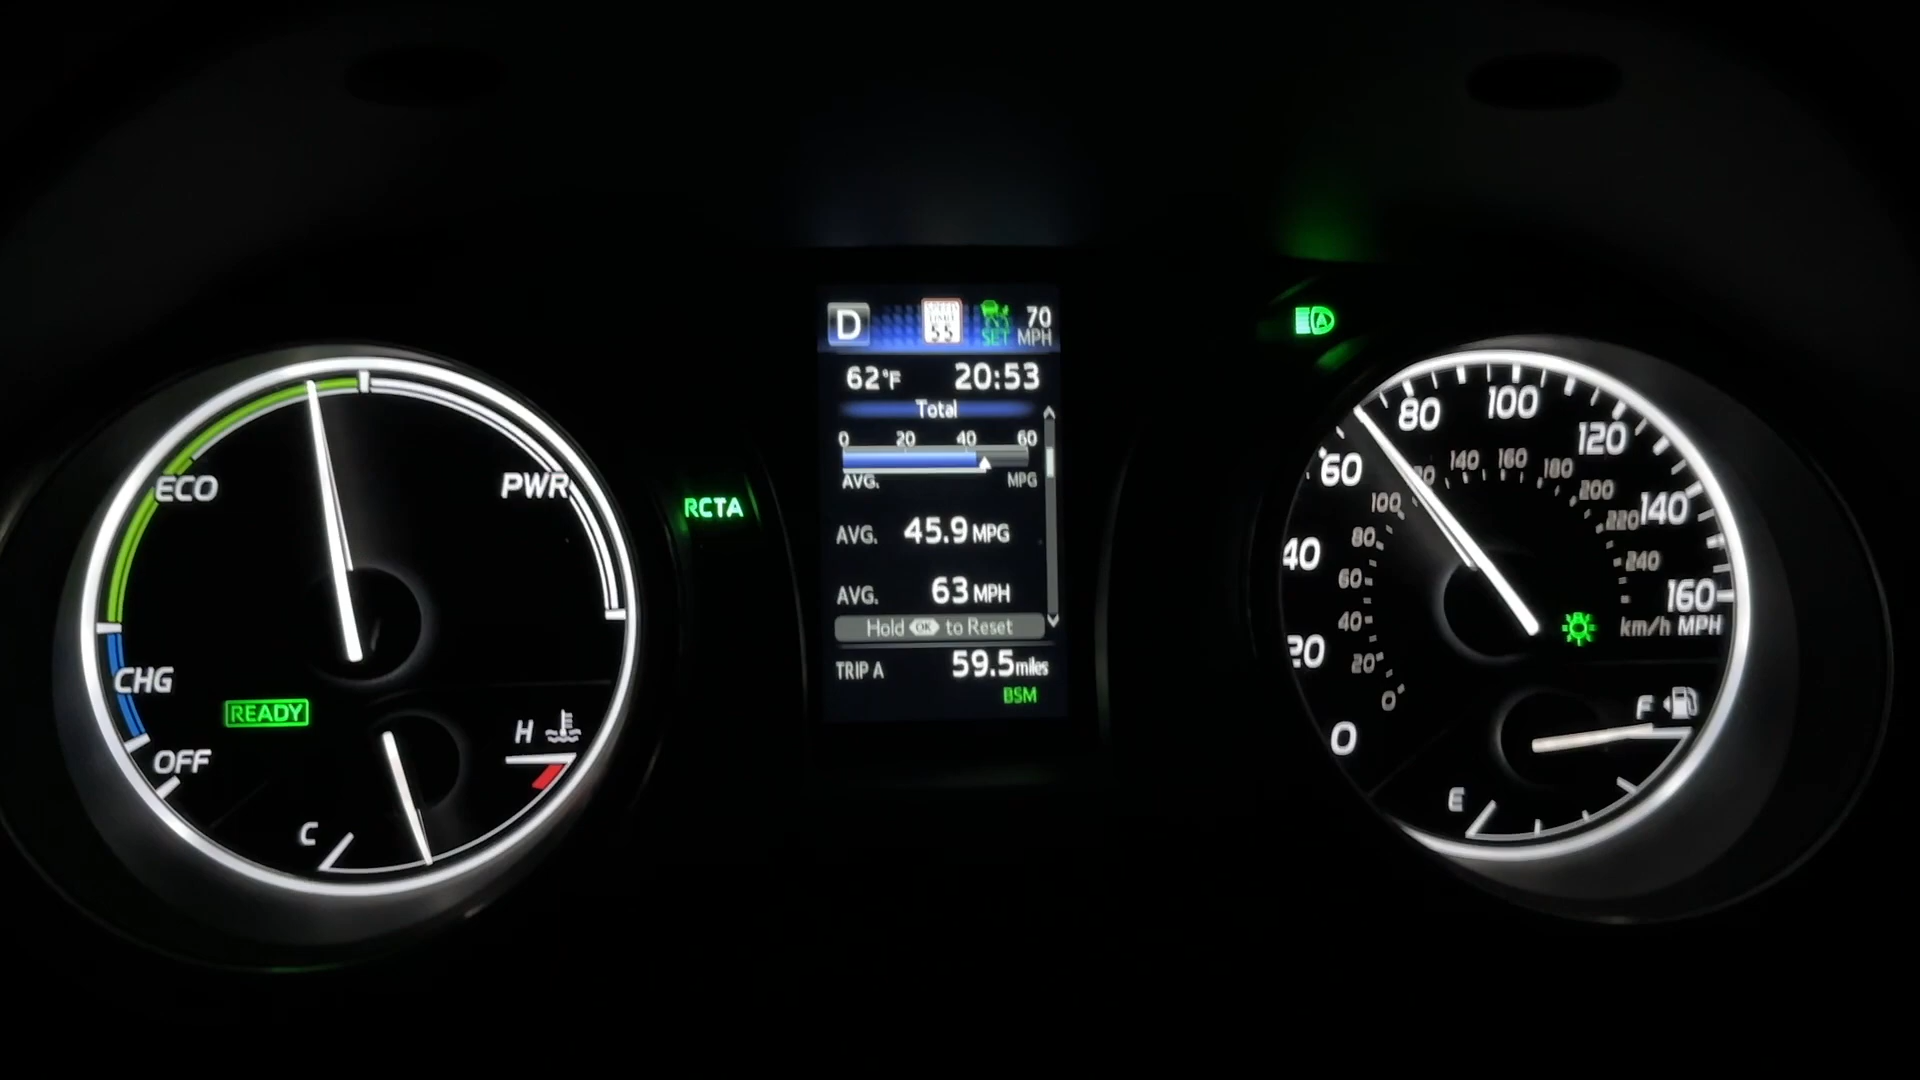 D
SPEED LIMIT 55
SET
70 MPH
62°F 20:53
Total
0 20 40 60
AVG. MPG
AVG. 45.9 MPG
AVG. 63 MPH
Hold OK to Reset
TRIP A 59.5 miles
BSM
ECO
PWR
CHG
OFF
READY
H
C
RCTA
A
0
20
40
60
80
100
120
140
160
km/h MPH
0
20
40
60
80
100
140
160
180
200
220
240
F
E